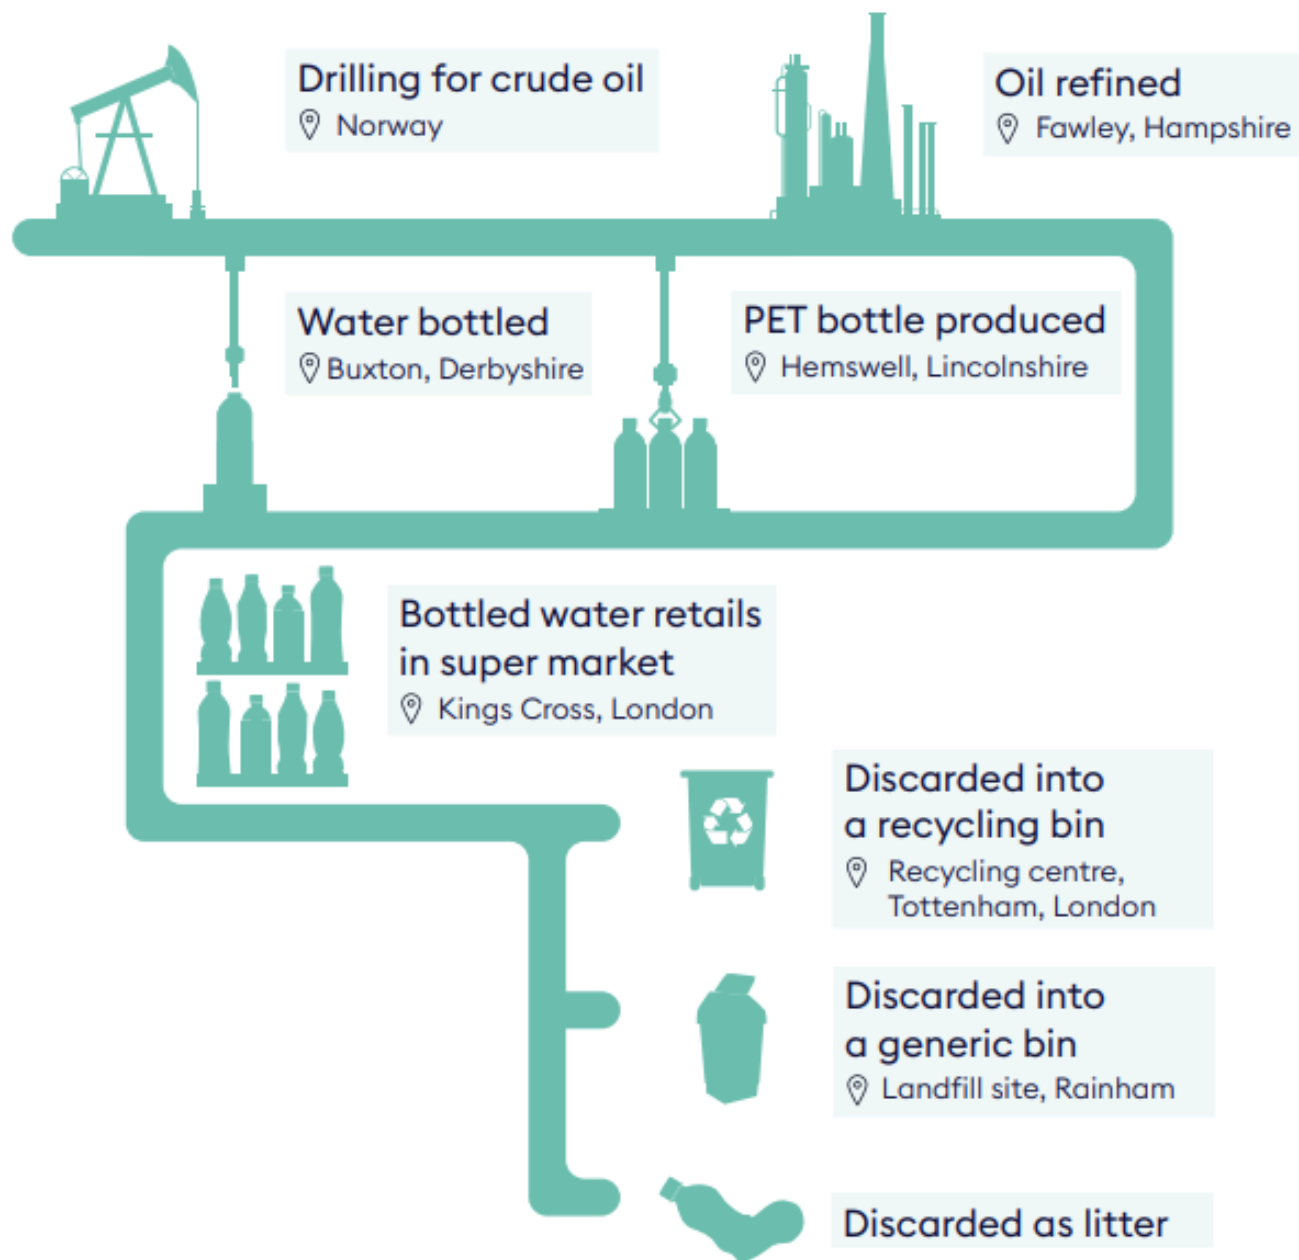 Drilling for crude oil
Norway
Oil refined
Fawley, Hampshire
Water bottled
Buxton, Derbyshire
PET bottle produced
Hemswell, Lincolnshire
Bottled water retails
in super market
Kings Cross, London
Discarded into
a recycling bin
Recycling centre,
Tottenham, London
Discarded into
a generic bin
Landfill site, Rainham
Discarded as litter